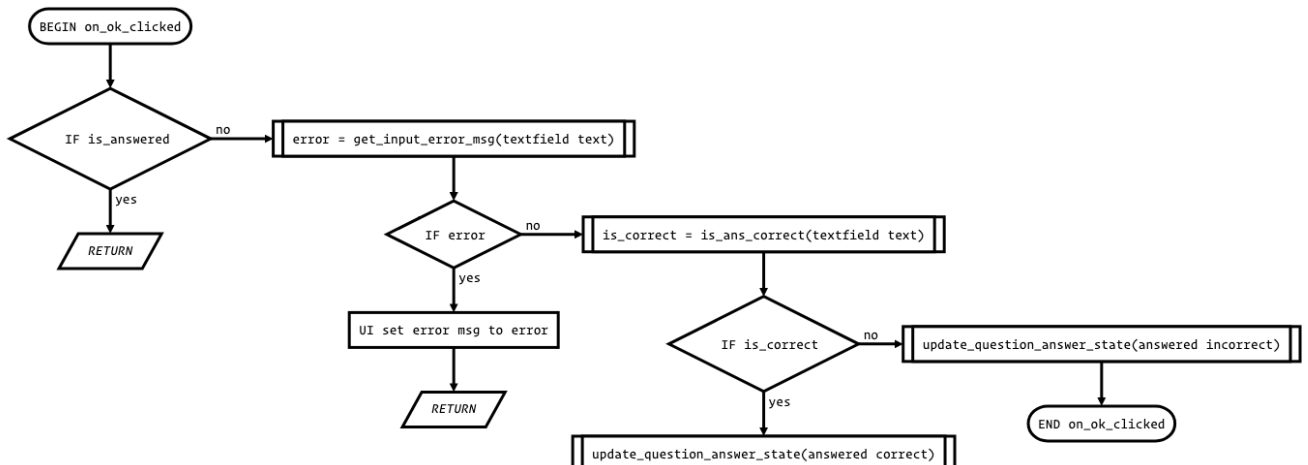 BEGIN on_ok_clicked
IF is_answered
no
error = get_input_error_msg(textfield text)
yes
RETURN
IF error
no
is_correct = is_ans_correct(textfield text)
yes
UI set error msg to error
RETURN
IF is_correct
no
update_question_answer_state(answered incorrect)
yes
END on_ok_clicked
update_question_answer_state(answered correct)